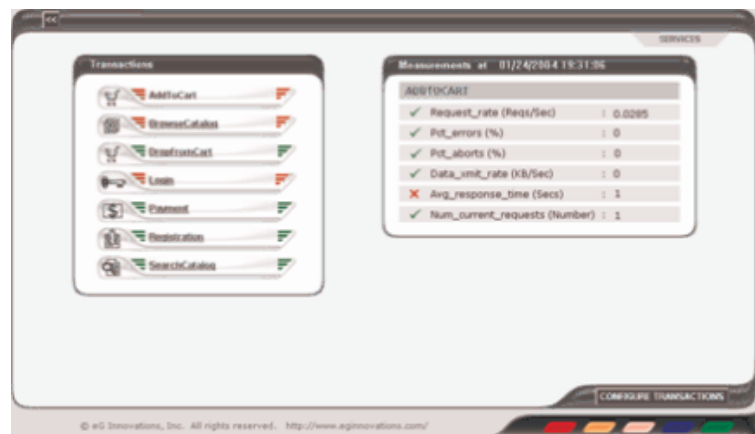 <<
SERVICES
Transactions
AddToCart
BrowseCatalog
DropFromCart
Login
Payment
Registration
SearchCatalog
Measurements at 01/24/2004 19:31:06
ADDTOCART
Request_rate (Reqs/Sec) : 0.0285
Pct_errors (%) : 0
Pct_aborts (%) : 0
Data_xmit_rate (KB/Sec) : 0
Avg_response_time (Secs) : 1
Num_current_requests (Number) : 1
CONFIGURE TRANSACTIONS
© eG Innovations, Inc. All rights reserved. http://www.eginnovations.com/